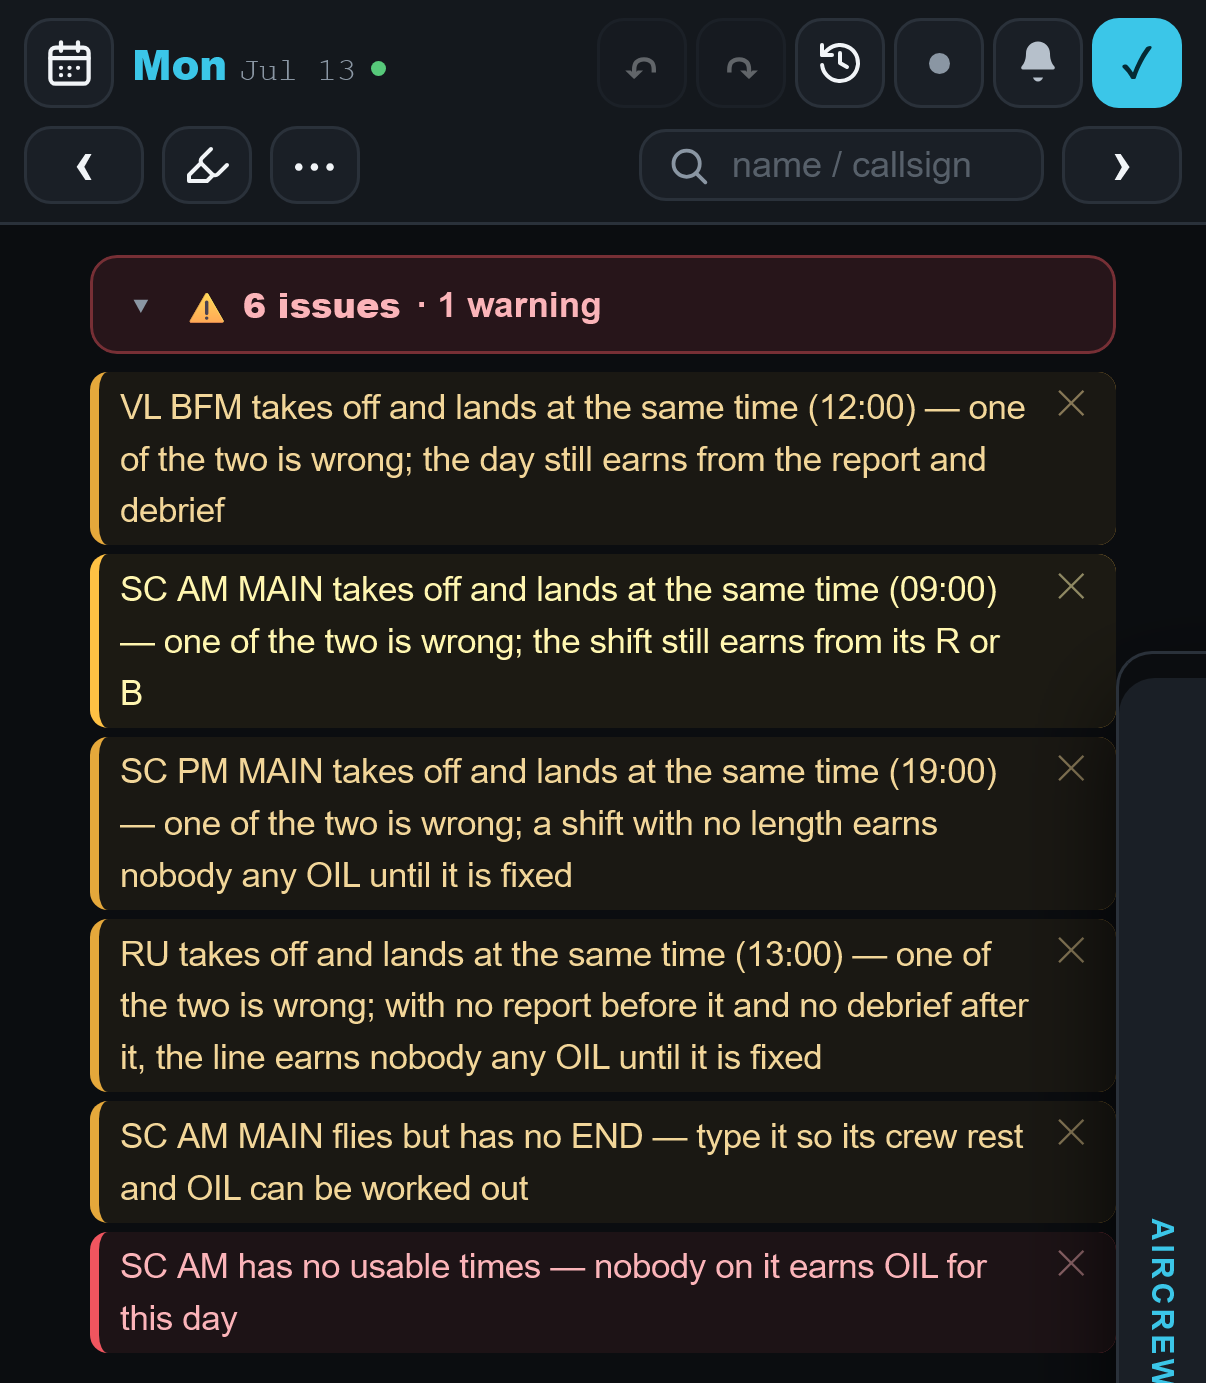 Mon Jul 13
name / callsign
6 issues · 1 warning
VL BFM takes off and lands at the same time (12:00) — one
of the two is wrong; the day still earns from the report and
debrief
SC AM MAIN takes off and lands at the same time (09:00)
— one of the two is wrong; the shift still earns from its R or
B
SC PM MAIN takes off and lands at the same time (19:00)
— one of the two is wrong; a shift with no length earns
nobody any OIL until it is fixed
RU takes off and lands at the same time (13:00) — one of
the two is wrong; with no report before it and no debrief after
it, the line earns nobody any OIL until it is fixed
SC AM MAIN flies but has no END — type it so its crew rest
and OIL can be worked out
SC AM has no usable times — nobody on it earns OIL for
this day
AIRCREW